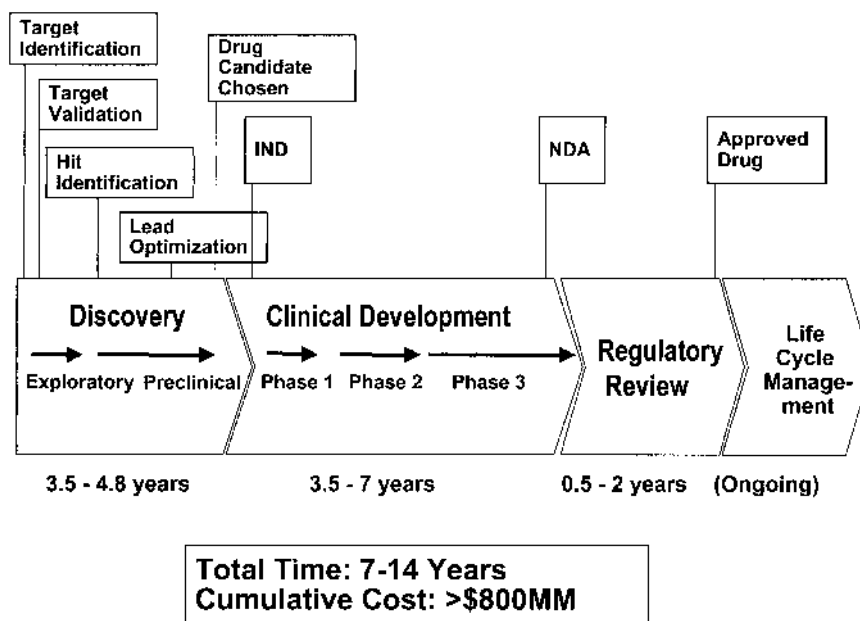 Target
Identification
Target
Validation
Hit
Identification
Lead
Optimization
Drug
Candidate
Chosen
IND
NDA
Approved
Drug
Discovery
Exploratory
Preclinical
Clinical Development
Phase 1
Phase 2
Phase 3
Regulatory
Review
Life
Cycle
Manage-
ment
3.5 - 4.8 years
3.5 - 7 years
0.5 - 2 years
(Ongoing)
Total Time: 7-14 Years
Cumulative Cost: >$800MM